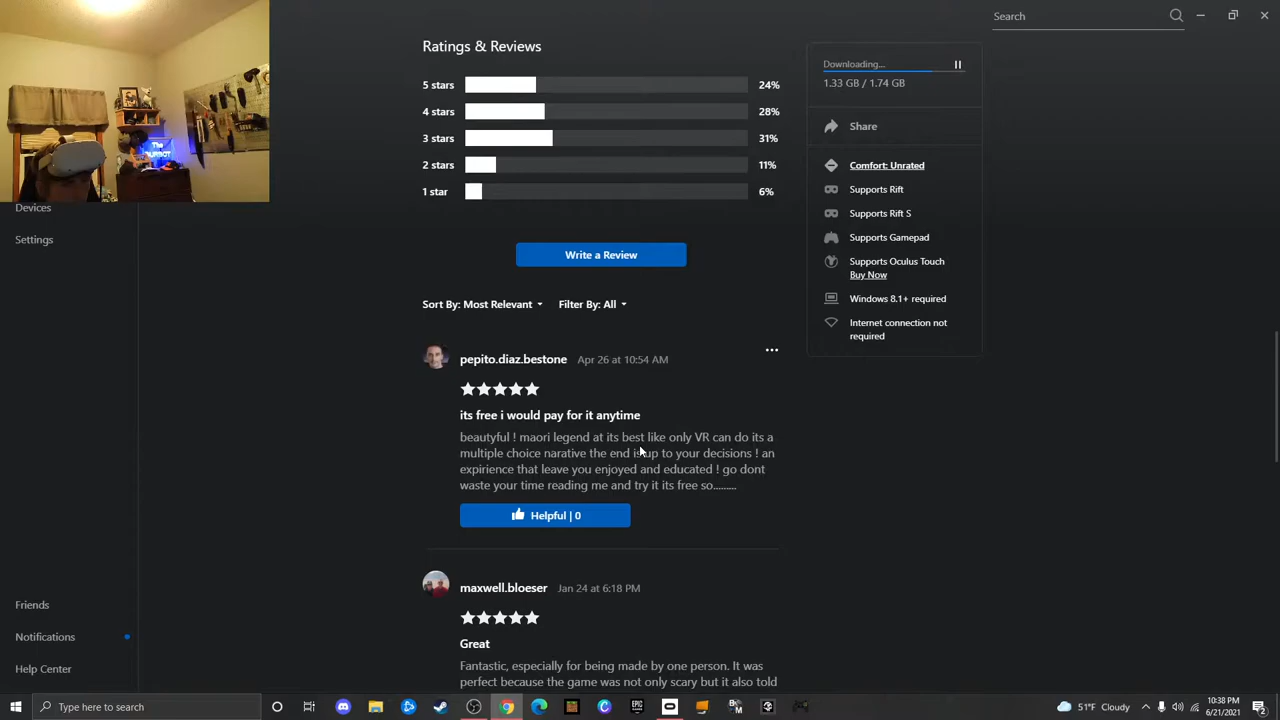 Search
Ratings & Reviews
5 stars 24%
4 stars 28%
3 stars 31%
2 stars 11%
1 star 6%
Write a Review
Sort By: Most Relevant Filter By: All
pepito.diaz.bestone Apr 26 at 10:54 AM
its free i would pay for it anytime
beautyful ! maori legend at its best like only VR can do its a
multiple choice narative the end is up to your decisions ! an
expirience that leave you enjoyed and educated ! go dont
waste your time reading me and try it its free so.........
Helpful | 0
maxwell.bloeser Jan 24 at 6:18 PM
Great
Fantastic, especially for being made by one person. It was
perfect because the game was not only scary but it also told
Downloading...
1.33 GB / 1.74 GB
Share
Comfort: Unrated
Supports Rift
Supports Rift S
Supports Gamepad
Supports Oculus Touch
Buy Now
Windows 8.1+ required
Internet connection not
required
The
Devices
Settings
Friends
Notifications
Help Center
Type here to search
51°F Cloudy
10:38 PM
6/21/2021
2